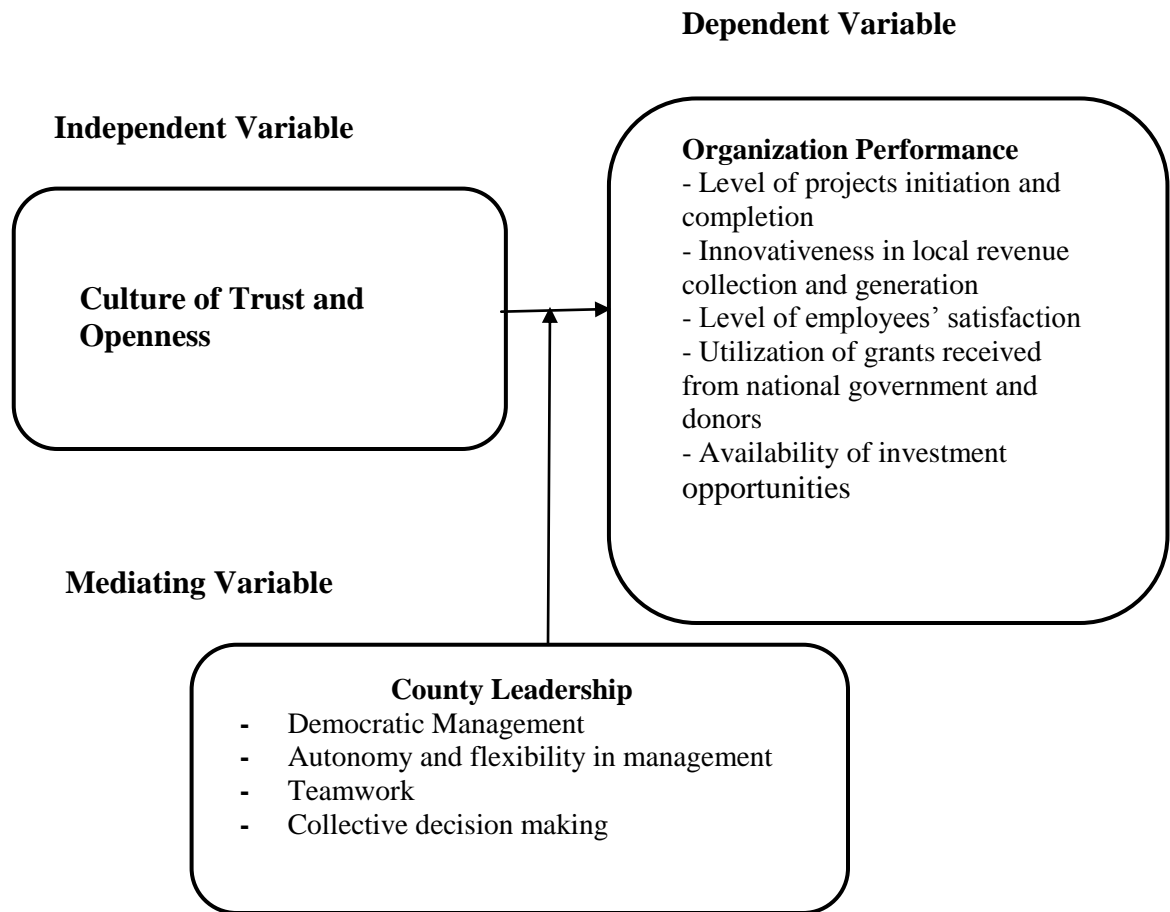 Dependent Variable
Independent Variable
Organization Performance
- Level of projects initiation and
completion
- Innovativeness in local revenue
collection and generation
- Level of employees’ satisfaction
- Utilization of grants received
from national government and
donors
- Availability of investment
opportunities
Culture of Trust and
Openness
Mediating Variable
County Leadership
- Democratic Management
- Autonomy and flexibility in management
- Teamwork
- Collective decision making